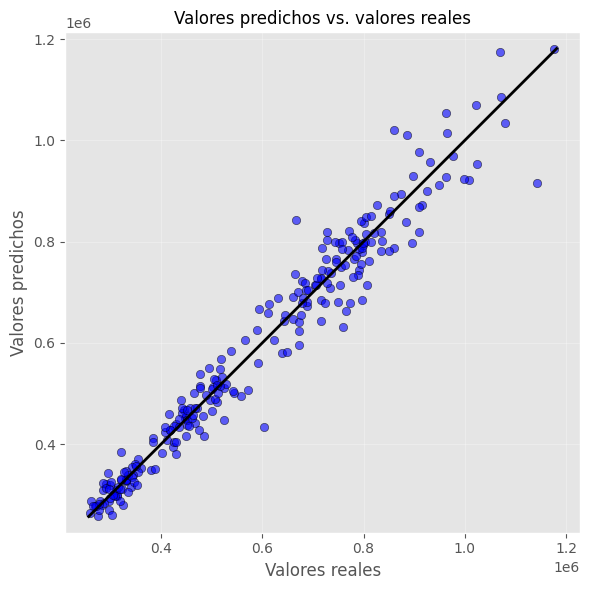 Valores predichos vs. valores reales
1e6
1.2
1.0
0.8
0.6
0.4
Valores predichos
0.4 0.6 0.8 1.0 1.2
1e6
Valores reales